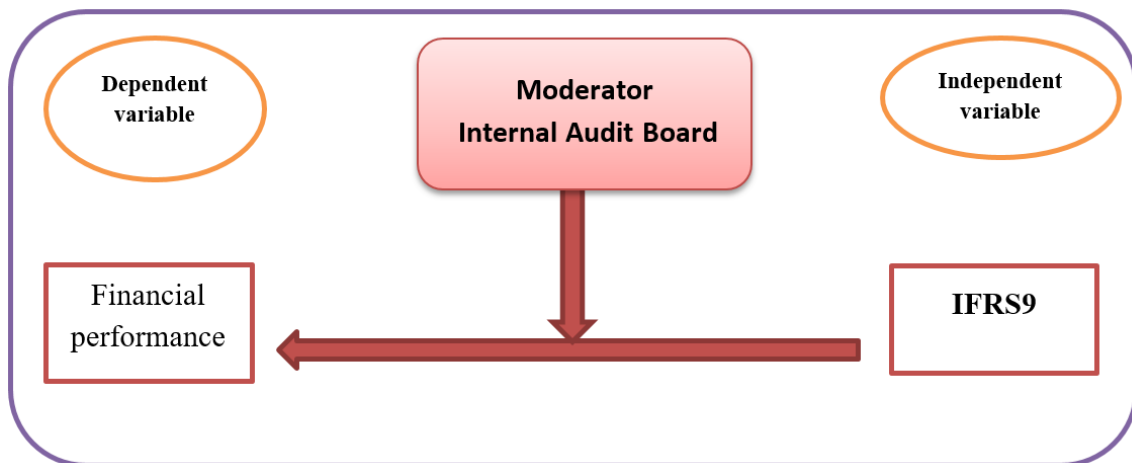 Dependent
variable
Moderator
Internal Audit Board
Independent
variable
Financial
performance
IFRS9